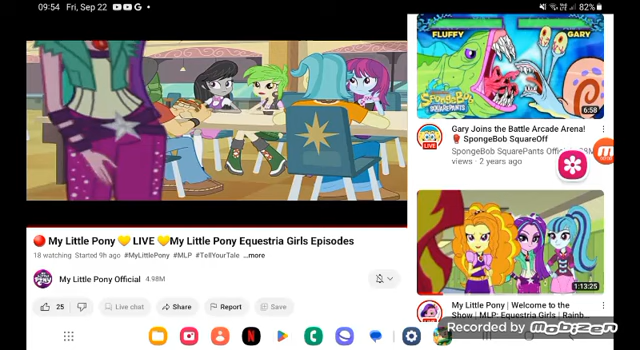 09:54 Fri, Sep 22
82%
FLUFFY
GARY
SpongeBob
SQUAREPANTS
6:58
LIVE
Gary Joins the Battle Arcade Arena!
SquareOff
SpongeBob SquareOff
views · 2 years ago
1:13:25
My Little Pony | Welcome to the
Show | MLP: Equestria Girls | Rainb...
My Little Pony 💛 LIVE 💛My Little Pony Equestria Girls Episodes
18 watching Started 9h ago #MyLittlePony #MLP #TellYourTale ...more
My Little Pony Official 4.98M
25
Live chat
Share
Report
Save
Recorded by Mobizen